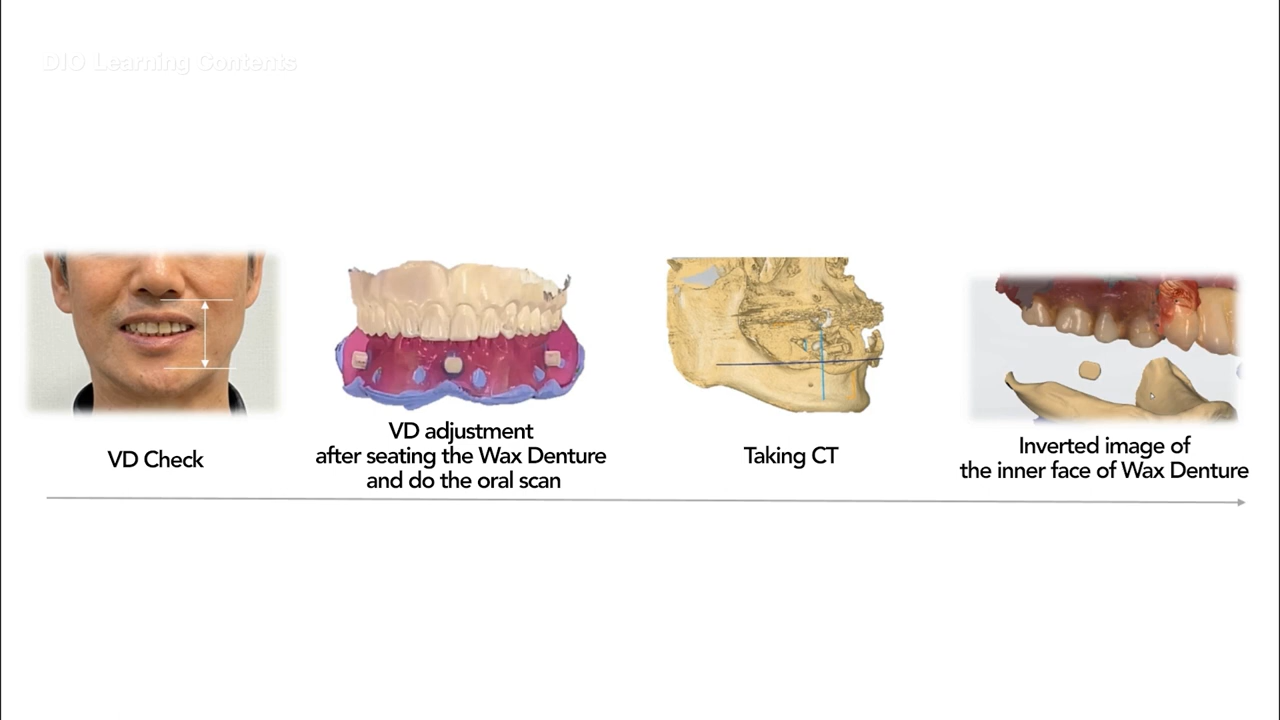 DIO Learning Contents
VD Check
VD adjustment
after seating the Wax Denture
and do the oral scan
Taking CT
Inverted image of
the inner face of Wax Denture